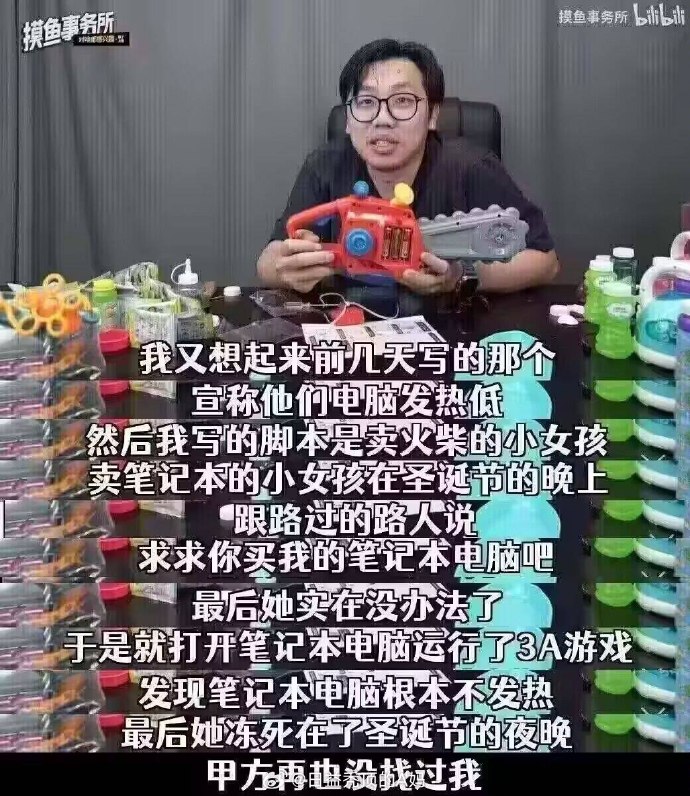 摸鱼事务所
摸鱼事务所 bilibili
我又想起来前几天写的那个
宣称他们电脑发热低
然后我写的脚本是卖火柴的小女孩
卖笔记本的小女孩在圣诞节的晚上
跟路过的路人说
求求你买我的笔记本电脑吧
最后她实在没办法了
于是就打开笔记本电脑运行了3A游戏
发现笔记本电脑根本不发热
最后她冻死在了圣诞节的夜晚
甲方再也没找过我